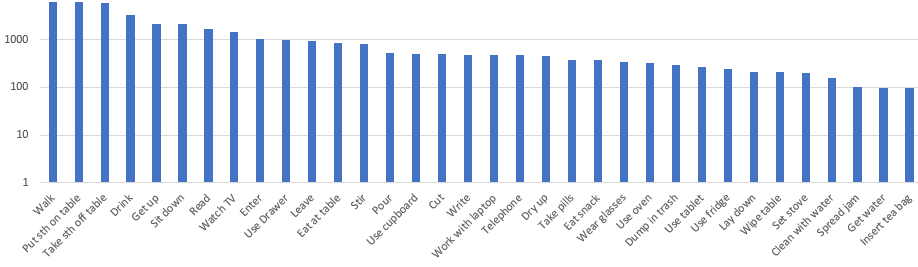 1000
100
10
1
Walk
Put sth on table
Take sth off table
Drink
Get up
Sit down
Read
Watch TV
Enter
Use Drawer
Leave
Eat at table
Stir
Pour
Use cupboard
Cut
Write
Work with laptop
Telephone
Dry up
Take pills
Eat snack
Wear glasses
Use oven
Dump in trash
Use tablet
Use fridge
Lay down
Wipe table
Set stove
Clean with water
Spread jam
Get water
Insert tea bag